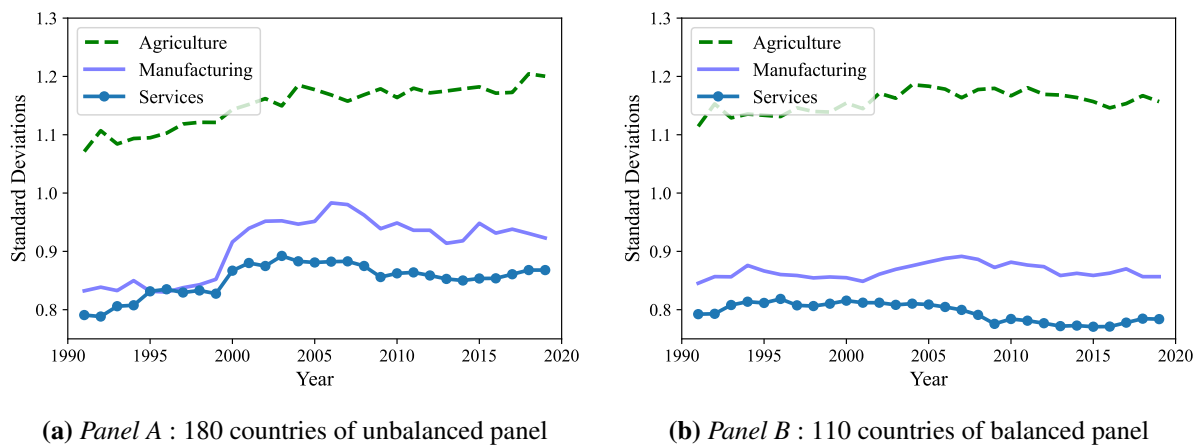 1.3
1.2
1.1
1.0
0.9
0.8
Standard Deviations
Agriculture
Manufacturing
Services
1990 1995 2000 2005 2010 2015 2020
Year
(a) Panel A : 180 countries of unbalanced panel
1.3
1.2
1.1
1.0
0.9
0.8
Standard Deviations
Agriculture
Manufacturing
Services
1990 1995 2000 2005 2010 2015 2020
Year
(b) Panel B : 110 countries of balanced panel